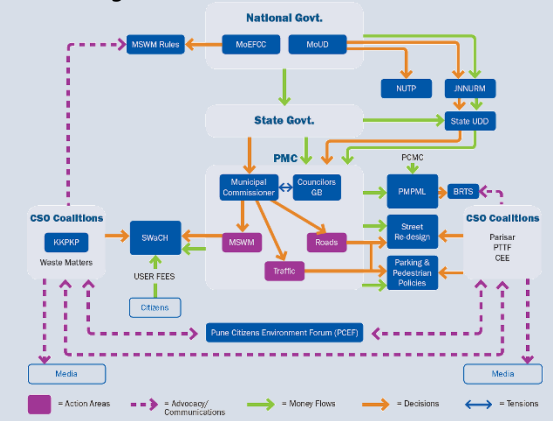 National Govt.
MSWM Rules
MoEFCC
MoUD
NUTP
JNNURM
State Govt.
State UDD
PMC
PCMC
Municipal
Commissioner
Councilors
GB
PMPML
BRTS
CSO Coalitions
KKPKP
Waste Matters
SWaCH
MSWM
Roads
Street
Re-design
CSO Coalitions
Parisar
PTTF
CEE
Traffic
Parking &
Pedestrian
Policies
USER FEES
Citizens
Pune Citizens Environment Forum (PCEF)
Media
Media
= Action Areas
= Advocacy/
Communications
= Money Flows
= Decisions
= Tensions